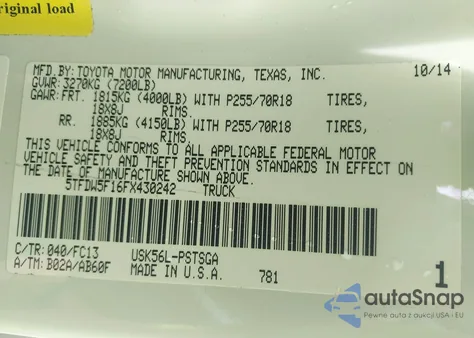 riginal load
MFD.BY: TOYOTA MOTOR MANUFACTURING, TEXAS, INC. 10/14
GVWR: 3270KG (7200LB)
GAWR: FRT. 1815KG (4000LB) WITH P255/70R18 TIRES,
18X8J RIMS.
RR. 1885KG (4150LB) WITH P255/70R18 TIRES,
18X8J RIMS.
THIS VEHICLE CONFORMS TO ALL APPLICABLE FEDERAL MOTOR
VEHICLE SAFETY AND THEFT PREVENTION STANDARDS IN EFFECT ON
THE DATE OF MANUFACTURE SHOWN ABOVE.
5TFDW5F16FX430242 TRUCK
C/TR: 040/FC13 USK56L-PSTSGA
A/TM: B02A/AB60F MADE IN U.S.A. 781
1
autoSnap
Pewne auta z aukcji USA i EU